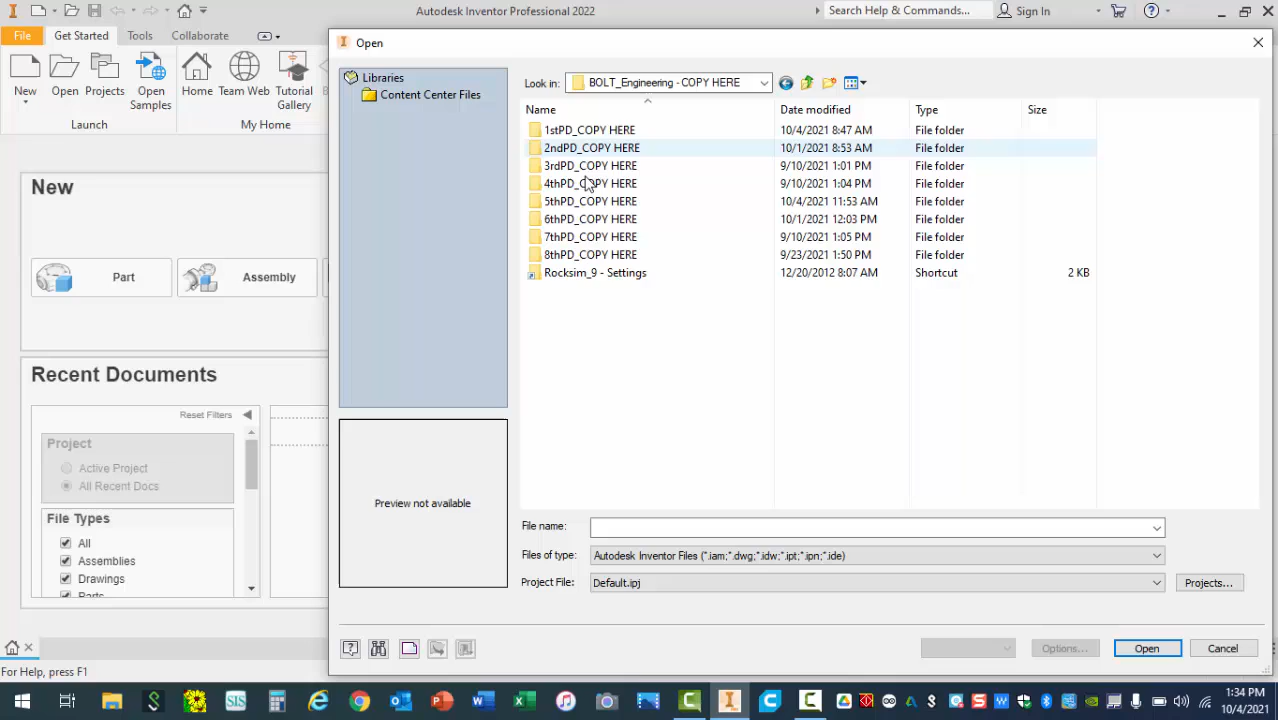 Autodesk Inventor Professional 2022
Search Help & Commands...
Sign In
File
Get Started
Tools
Collaborate
New
Open
Projects
Open Samples
Home
Team Web
Tutorial Gallery
Launch
My Home
New
Part
Assembly
Recent Documents
Reset Filters
Project
Active Project
All Recent Docs
File Types
All
Assemblies
Drawings
Parts
For Help, press F1
Open
Libraries
Content Center Files
Preview not available
Look in:
BOLT_Engineering - COPY HERE
Name Date modified Type Size
1stPD_COPY HERE 10/4/2021 8:47 AM File folder
2ndPD_COPY HERE 10/1/2021 8:53 AM File folder
3rdPD_COPY HERE 9/10/2021 1:01 PM File folder
4thPD_COPY HERE 9/10/2021 1:04 PM File folder
5thPD_COPY HERE 10/4/2021 11:53 AM File folder
6thPD_COPY HERE 10/1/2021 12:03 PM File folder
7thPD_COPY HERE 9/10/2021 1:05 PM File folder
8thPD_COPY HERE 9/23/2021 1:50 PM File folder
Rocksim_9 - Settings 12/20/2012 8:07 AM Shortcut 2 KB
File name:
Files of type: Autodesk Inventor Files (*.iam;*.dwg;*.idw;*.ipt;*.ipn;*.ide)
Project File: Default.ipj
Projects...
Options...
Open
Cancel
1:34 PM
10/4/2021